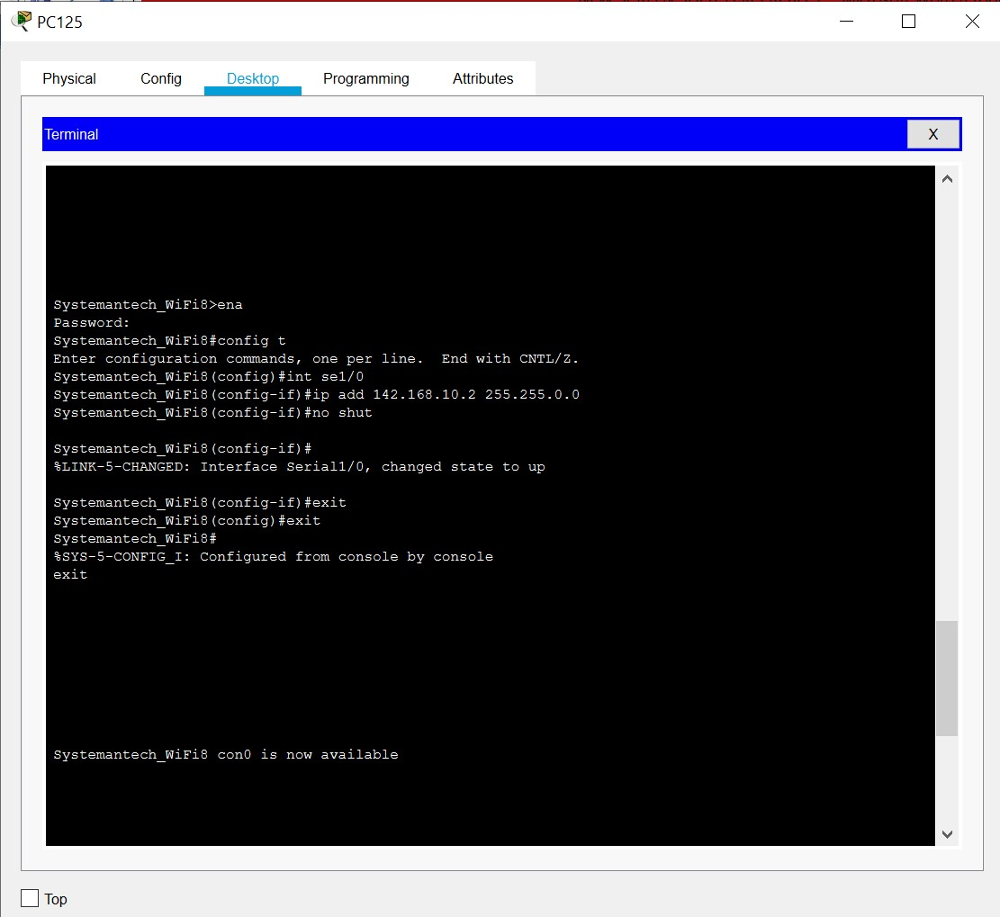 PC125
Physical Config Desktop Programming Attributes
Terminal X
Systemantech_WiFi8>ena
Password:
Systemantech_WiFi8#config t
Enter configuration commands, one per line.  End with CNTL/Z.
Systemantech_WiFi8(config)#int se1/0
Systemantech_WiFi8(config-if)#ip add 142.168.10.2 255.255.0.0
Systemantech_WiFi8(config-if)#no shut
Systemantech_WiFi8(config-if)#
%LINK-5-CHANGED: Interface Serial1/0, changed state to up
Systemantech_WiFi8(config-if)#exit
Systemantech_WiFi8(config)#exit
Systemantech_WiFi8#
%SYS-5-CONFIG_I: Configured from console by console
exit
Systemantech_WiFi8 con0 is now available
Top